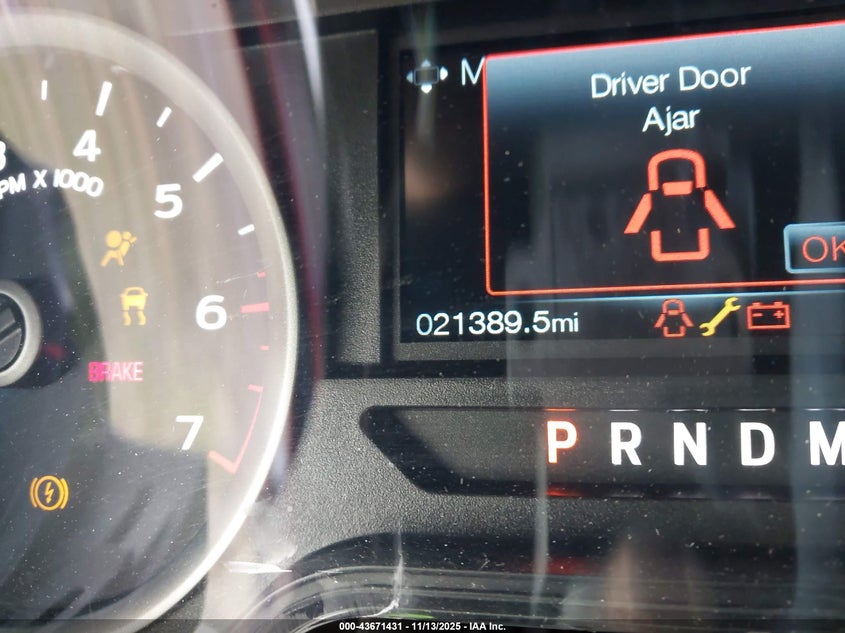 4
PM X 1000
5
6
7
BRAKE
M
Driver Door
Ajar
OK
021389.5mi
P R N D M
000-43671431 - 11/13/2025 - IAA Inc.